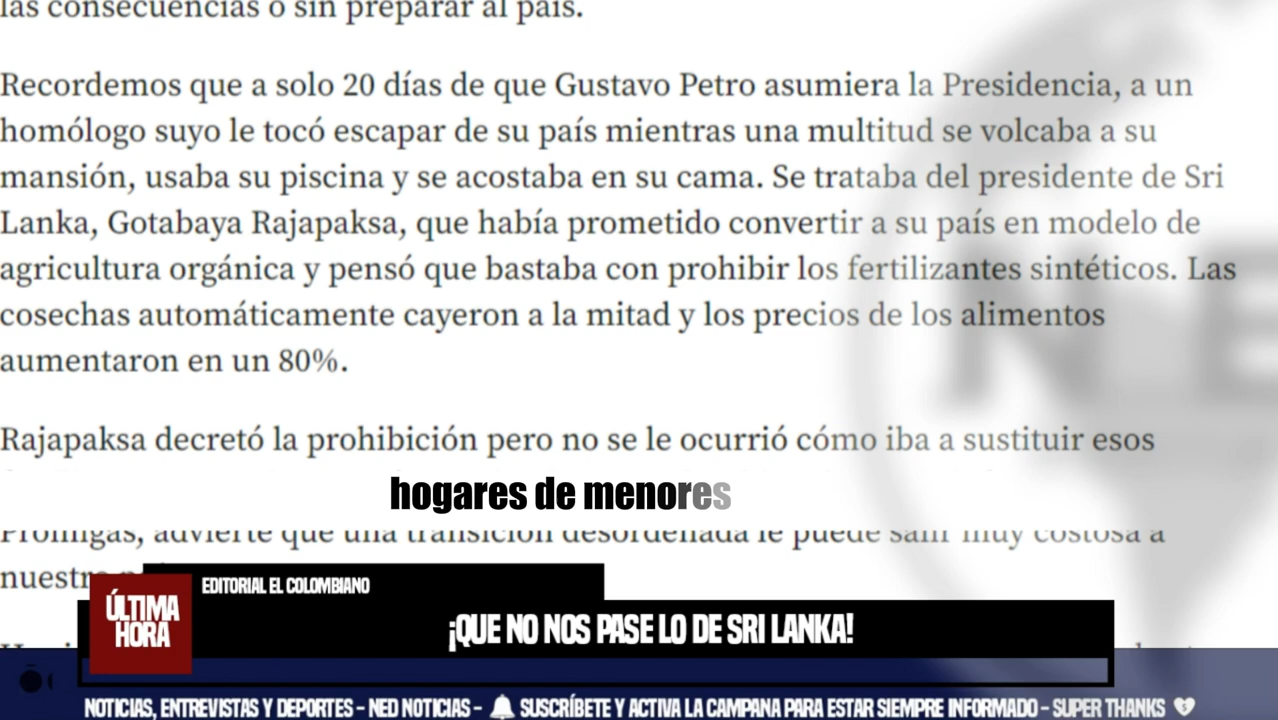 las consecuencias o sin preparar al país.
Recordemos que a solo 20 días de que Gustavo Petro asumiera la Presidencia, a un
homólogo suyo le tocó escapar de su país mientras una multitud se volcaba a su
mansión, usaba su piscina y se acostaba en su cama. Se trataba del presidente de Sri
Lanka, Gotabaya Rajapaksa, que había prometido convertir a su país en modelo de
agricultura orgánica y pensó que bastaba con prohibir los fertilizantes sintéticos. Las
cosechas automáticamente cayeron a la mitad y los precios de los alimentos
aumentaron en un 80%.
Rajapaksa decretó la prohibición pero no se le ocurrió cómo iba a sustituir esos
hogares de menores
Promigas, advierte que una transición desordenada le puede salir muy costosa a
nuestro
EDITORIAL EL COLOMBIANO
ÚLTIMA
HORA
¡QUE NO NOS PASE LO DE SRI LANKA!
NOTICIAS, ENTREVISTAS Y DEPORTES - NED NOTICIAS - SUSCRÍBETE Y ACTIVA LA CAMPANA PARA ESTAR SIEMPRE INFORMADO - SUPER THANKS